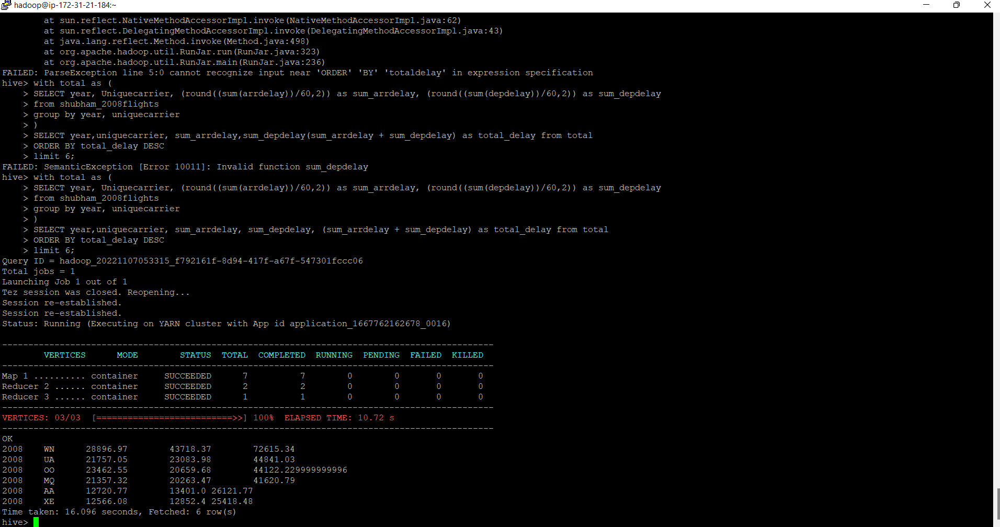 hadoop@ip-172-31-21-184:~
        at sun.reflect.NativeMethodAccessorImpl.invoke(NativeMethodAccessorImpl.java:62)
        at sun.reflect.DelegatingMethodAccessorImpl.invoke(DelegatingMethodAccessorImpl.java:43)
        at java.lang.reflect.Method.invoke(Method.java:498)
        at org.apache.hadoop.util.RunJar.run(RunJar.java:323)
        at org.apache.hadoop.util.RunJar.main(RunJar.java:236)
FAILED: ParseException line 5:0 cannot recognize input near 'ORDER' 'BY' 'totaldelay' in expression specification
hive> with total as (
    > SELECT year, Uniquecarrier, (round((sum(arrdelay))/60,2)) as sum_arrdelay, (round((sum(depdelay))/60,2)) as sum_depdelay
    > from shubham_2008flights
    > group by year, uniquecarrier
    > )
    > SELECT year,uniquecarrier, sum_arrdelay,sum_depdelay(sum_arrdelay + sum_depdelay) as total_delay from total
    > ORDER BY total_delay DESC
    > limit 6;
FAILED: SemanticException [Error 10011]: Invalid function sum_depdelay
hive> with total as (
    > SELECT year, Uniquecarrier, (round((sum(arrdelay))/60,2)) as sum_arrdelay, (round((sum(depdelay))/60,2)) as sum_depdelay
    > from shubham_2008flights
    > group by year, uniquecarrier
    > )
    > SELECT year,uniquecarrier, sum_arrdelay, sum_depdelay, (sum_arrdelay + sum_depdelay) as total_delay from total
    > ORDER BY total_delay DESC
    > limit 6;
Query ID = hadoop_20221107053315_f792161f-8d94-417f-a67f-547301fccc06
Total jobs = 1
Launching Job 1 out of 1
Tez session was closed. Reopening...
Session re-established.
Session re-established.
Status: Running (Executing on YARN cluster with App id application_1667762162678_0016)
----------------------------------------------------------------------------------------------
        VERTICES      MODE        STATUS  TOTAL  COMPLETED  RUNNING  PENDING  FAILED  KILLED
----------------------------------------------------------------------------------------------
Map 1 .......... container     SUCCEEDED      7          7        0        0       0       0
Reducer 2 ...... container     SUCCEEDED      2          2        0        0       0       0
Reducer 3 ...... container     SUCCEEDED      1          1        0        0       0       0
----------------------------------------------------------------------------------------------
VERTICES: 03/03  [==========================>>] 100%  ELAPSED TIME: 10.72 s
----------------------------------------------------------------------------------------------
OK
2008    WN      28896.97        43718.37        72615.34
2008    UA      21757.05        23083.98        44841.03
2008    OO      23462.55        20659.68        44122.229999999996
2008    MQ      21357.32        20263.47        41620.79
2008    AA      12720.77        13401.0 26121.77
2008    XE      12566.08        12852.4 25418.48
Time taken: 16.096 seconds, Fetched: 6 row(s)
hive>